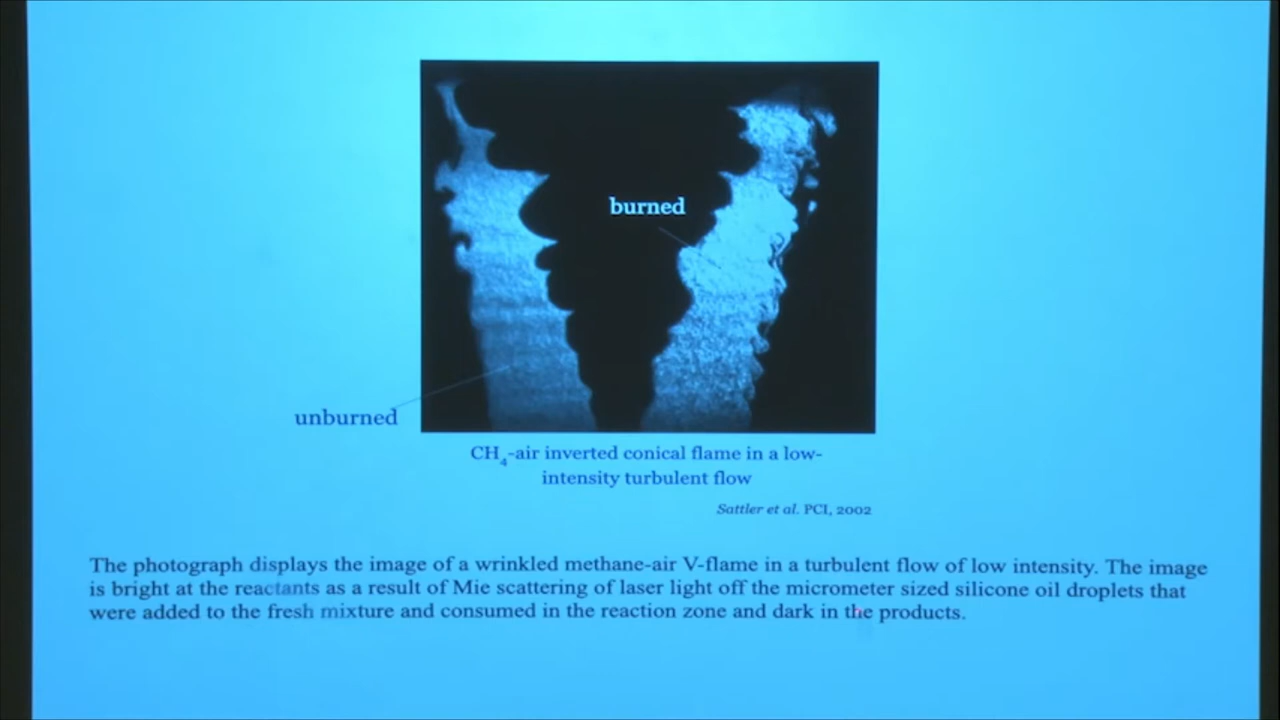 burned
unburned
CH4-air inverted conical flame in a low-
intensity turbulent flow
Sattler et al. PCI, 2002
The photograph displays the image of a wrinkled methane-air V-flame in a turbulent flow of low intensity. The image
is bright at the reactants as a result of Mie scattering of laser light off the micrometer sized silicone oil droplets that
were added to the fresh mixture and consumed in the reaction zone and dark in the products.